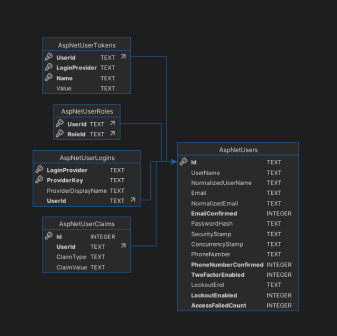 AspNetUserTokens
UserId TEXT
LoginProvider TEXT
Name TEXT
Value TEXT
AspNetUserRoles
UserId TEXT
RoleId TEXT
AspNetUserLogins
LoginProvider TEXT
ProviderKey TEXT
ProviderDisplayName TEXT
UserId TEXT
AspNetUserClaims
Id INTEGER
UserId TEXT
ClaimType TEXT
ClaimValue TEXT
AspNetUsers
Id TEXT
UserName TEXT
NormalizedUserName TEXT
Email TEXT
NormalizedEmail TEXT
EmailConfirmed INTEGER
PasswordHash TEXT
SecurityStamp TEXT
ConcurrencyStamp TEXT
PhoneNumber TEXT
PhoneNumberConfirmed INTEGER
TwoFactorEnabled INTEGER
LockoutEnd TEXT
LockoutEnabled INTEGER
AccessFailedCount INTEGER